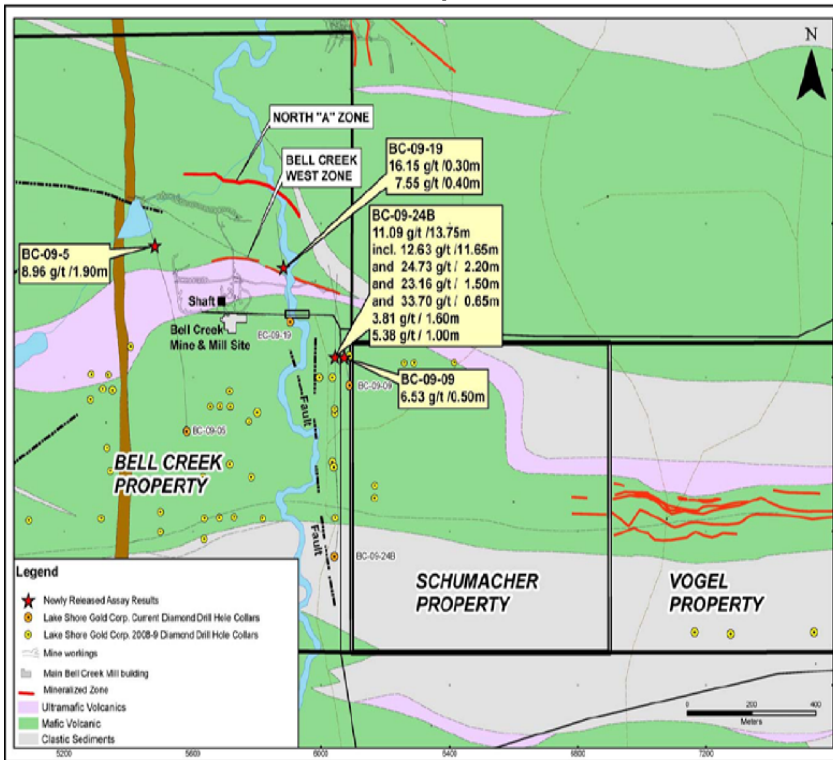 N
NORTH "A" ZONE
BELL CREEK
WEST ZONE
BC-09-19
16.15 g/t /0.30m
7.55 g/t /0.40m
BC-09-24B
11.09 g/t /13.75m
incl. 12.63 g/t /11.65m
and 24.73 g/t / 2.20m
and 23.16 g/t / 1.50m
and 33.70 g/t / 0.65m
3.81 g/t / 1.60m
5.38 g/t / 1.00m
BC-09-5
8.96 g/t /1.90m
Shaft
Bell Creek
Mine & Mill Site
BC-09-19
BC-09-09
6.53 g/t /0.50m
BC-09-09
Fault
BC-09-05
BELL CREEK
PROPERTY
Fault
BC-09-24B
SCHUMACHER
PROPERTY
VOGEL
PROPERTY
Legend
Newly Released Assay Results
Lake Shore Gold Corp. Current Diamond Drill Hole Collars
Lake Shore Gold Corp. 2008-9 Diamond Drill Hole Collars
Mine workings
Main Bell Creek Mill building
Mineralized Zone
Ultramafic Volcanics
Mafic Volcanic
Clastic Sediments
0 200 400
Meters
5200 5600 6000 6400 6800 7200